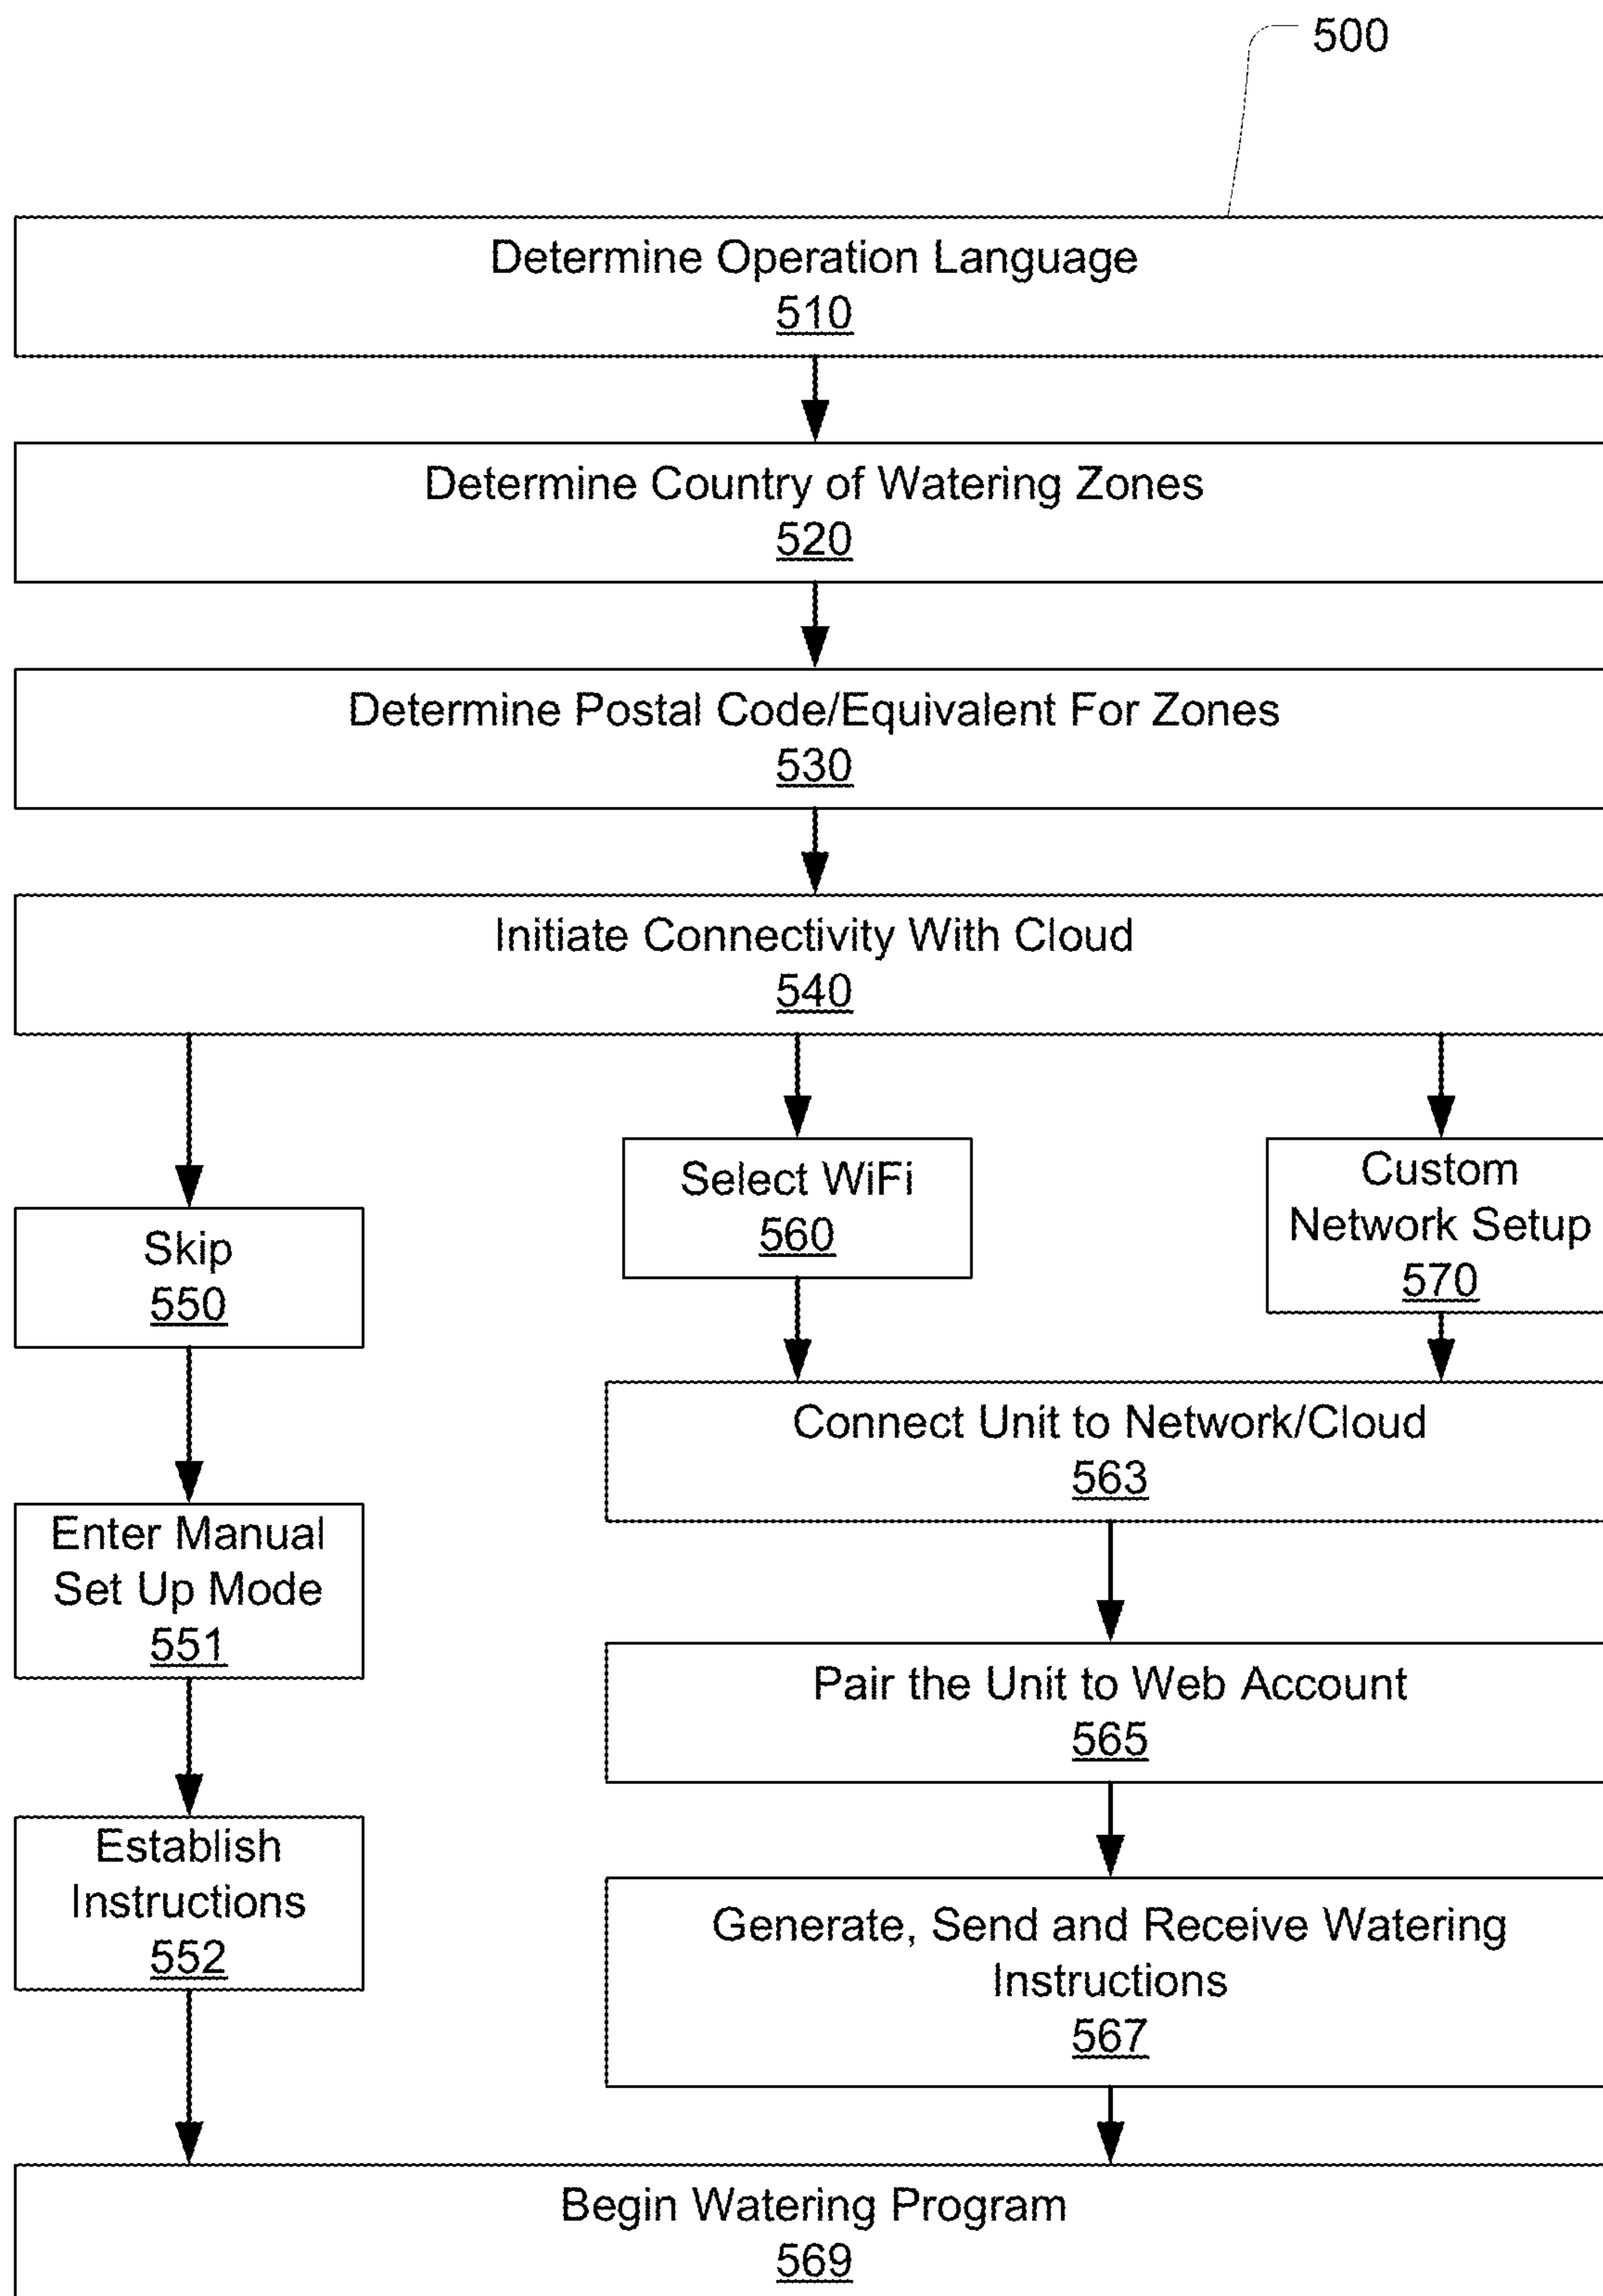 500
Determine Operation Language
510
Determine Country of Watering Zones
520
Determine Postal Code/Equivalent For Zones
530
Initiate Connectivity With Cloud
540
Skip
550
Select WiFi
560
Custom
Network Setup
570
Connect Unit to Network/Cloud
563
Enter Manual
Set Up Mode
551
Pair the Unit to Web Account
565
Establish
Instructions
552
Generate, Send and Receive Watering
Instructions
567
Begin Watering Program
569